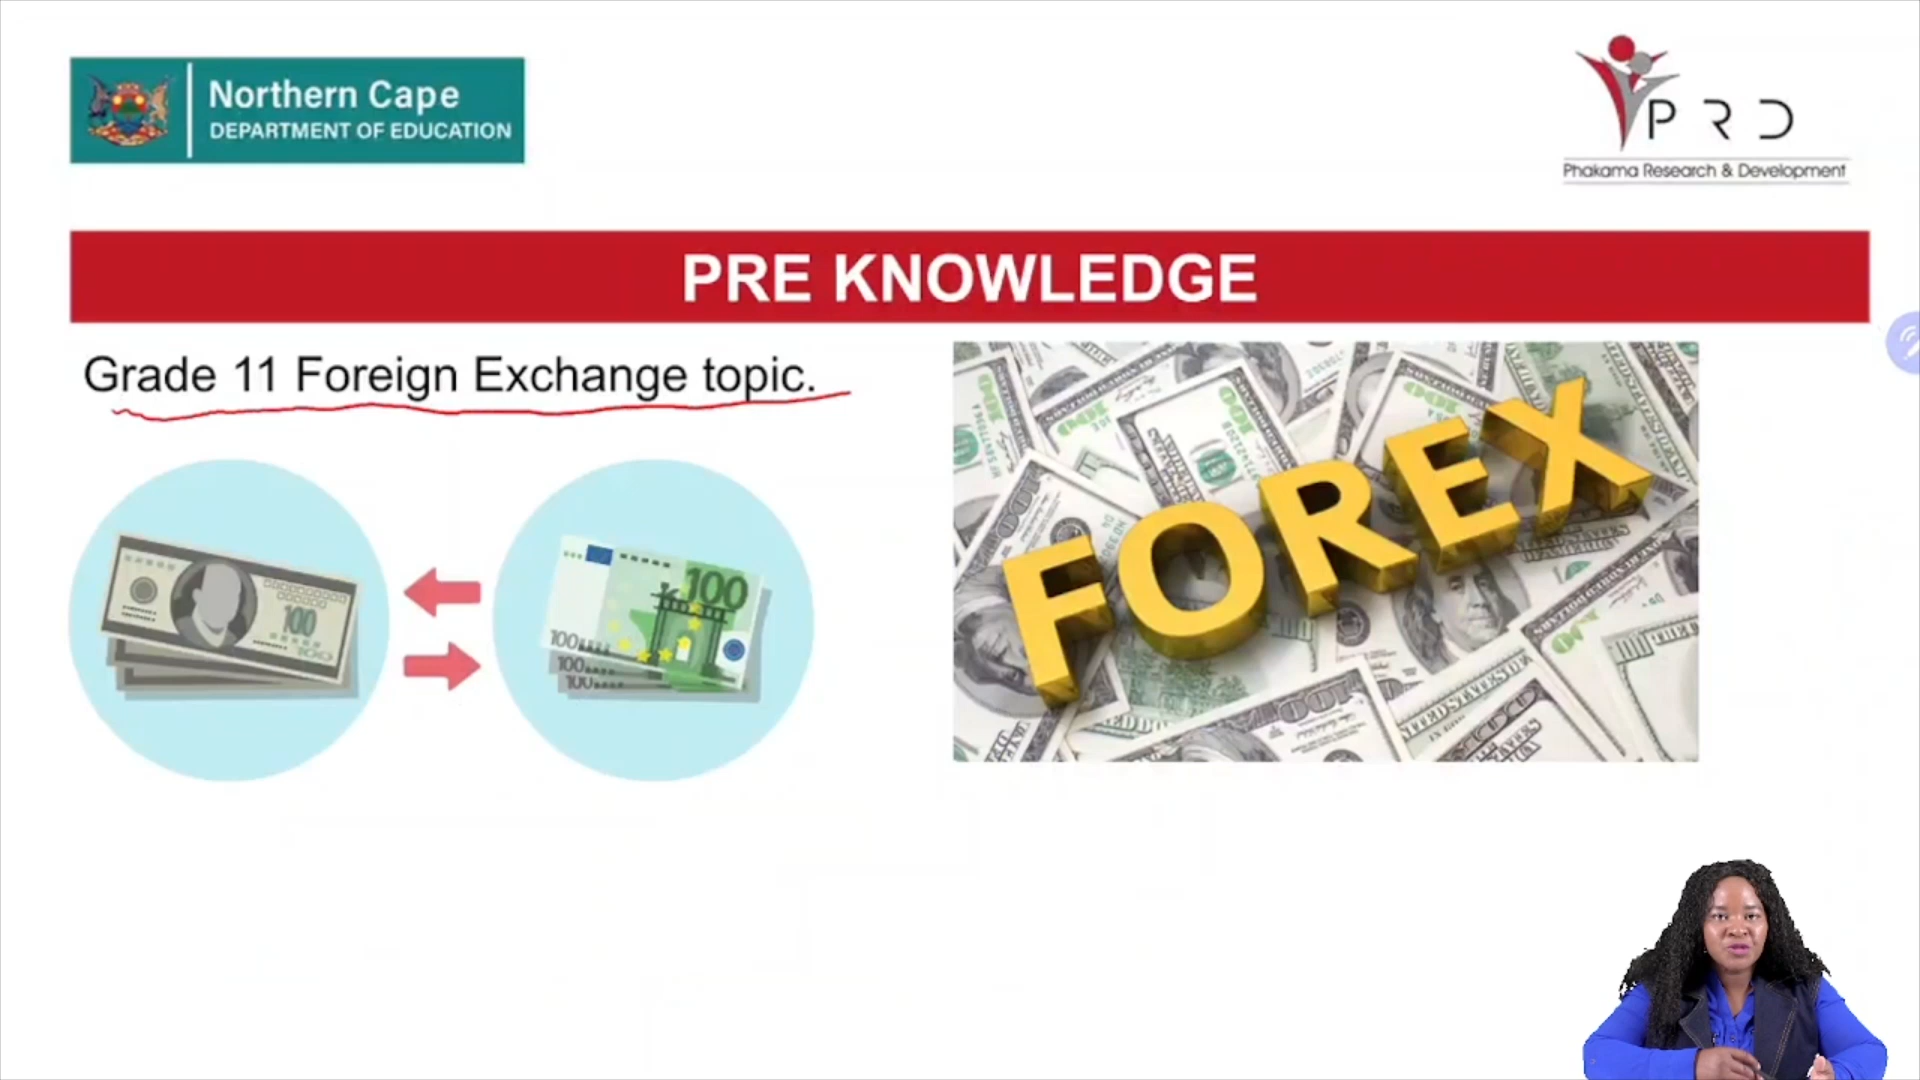 Northern Cape
DEPARTMENT OF EDUCATION
PRD
Phakama Research & Development
PRE KNOWLEDGE
Grade 11 Foreign Exchange topic.
FOREX
100
100
100
100
100